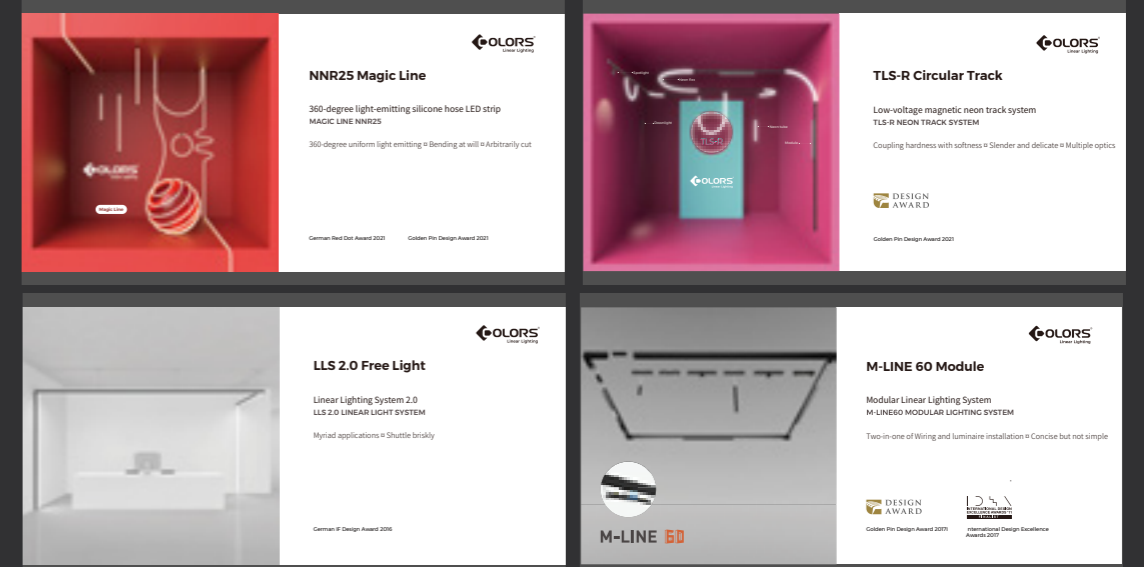 COLORS
Linear Lighting
NNR25 Magic Line
360-degree light-emitting silicone hose LED strip
MAGIC LINE NNR25
360-degree uniform light emitting ¤ Bending at will ¤ Arbitrarily cut
COLORS
Magic Line
German Red Dot Award 2021
Golden Pin Design Award 2021
COLORS
Linear Lighting
TLS-R Circular Track
Low-voltage magnetic neon track system
TLS-R NEON TRACK SYSTEM
Coupling hardness with softness ¤ Slender and delicate ¤ Multiple optics
TLS-R
COLORS
DESIGN
AWARD
Golden Pin Design Award 2021
COLORS
Linear Lighting
LLS 2.0 Free Light
Linear Lighting System 2.0
LLS 2.0 LINEAR LIGHT SYSTEM
Myriad applications ¤ Shuttle briskly
German IF Design Award 2016
COLORS
Linear Lighting
M-LINE 60 Module
Modular Linear Lighting System
M-LINE60 MODULAR LIGHTING SYSTEM
Two-in-one of Wiring and luminaire installation ¤ Concise but not simple
M-LINE 60
DESIGN
AWARD
Golden Pin Design Award 2017I
INTERNATIONAL DESIGN
EXCELLENCE AWARDS '17
nternational Design Excellence
Awards 2017